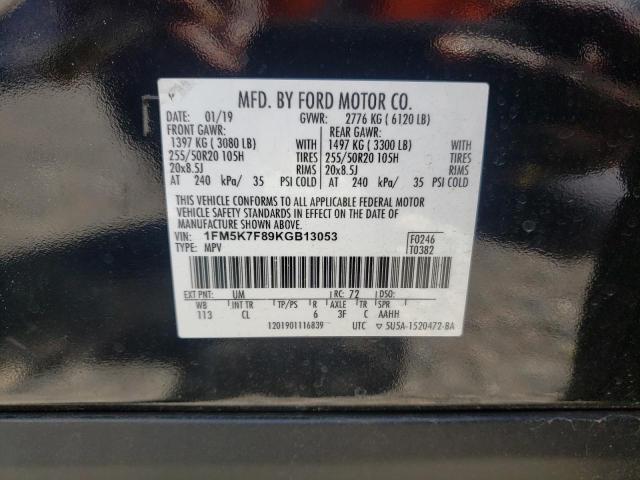 MFD. BY FORD MOTOR CO.
DATE: 01/19 GVWR: 2776 KG ( 6120 LB)
FRONT GAWR: REAR GAWR:
1397 KG ( 3080 LB) WITH 1497 KG ( 3300 LB) WITH
255/50R20 105H TIRES 255/50R20 105H TIRES
20x8.5J RIMS 20x8.5J RIMS
AT 240 kPa/ 35 PSI COLD AT 240 kPa/ 35 PSI COLD
THIS VEHICLE CONFORMS TO ALL APPLICABLE FEDERAL MOTOR
VEHICLE SAFETY STANDARDS IN EFFECT ON THE DATE OF
MANUFACTURE SHOWN ABOVE.
VIN: 1FM5K7F89KGB13053 F0246
TYPE: MPV T0382
EXT PNT: UM RC: 72 DSO:
WB INT TR TP/PS R AXLE TR SPR
113 CL 6 3F C AAHH
1201901116839 UTC 5U5A-1520472-BA